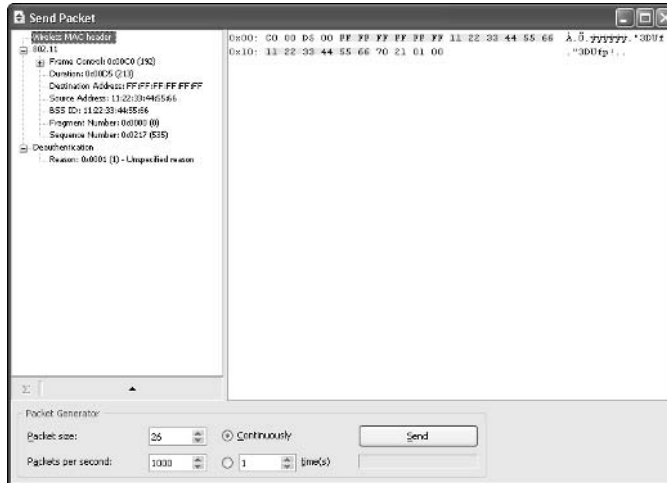 Send Packet
Wireless MAC header
802.11
Frame Control: 0x00C0 (192)
Duration: 0x00D5 (213)
Destination Address: FF:FF:FF:FF:FF:FF
Source Address: 11:22:33:44:55:66
BSS ID: 11:22:33:44:55:66
Fragment Number: 0x0000 (0)
Sequence Number: 0x0217 (535)
Deauthentication
Reason: 0x0001 (1) - Unspecified reason
0x00: C0 00 D5 00 FF FF FF FF FF FF 11 22 33 44 55 66 À.Õ.ÿÿÿÿÿÿ."3DUf
0x10: 11 22 33 44 55 66 70 21 01 00 ."3DUfp!..
Σ
Packet Generator
Packet size: 26 Continuously Send
Packets per second: 1000 1 time(s)